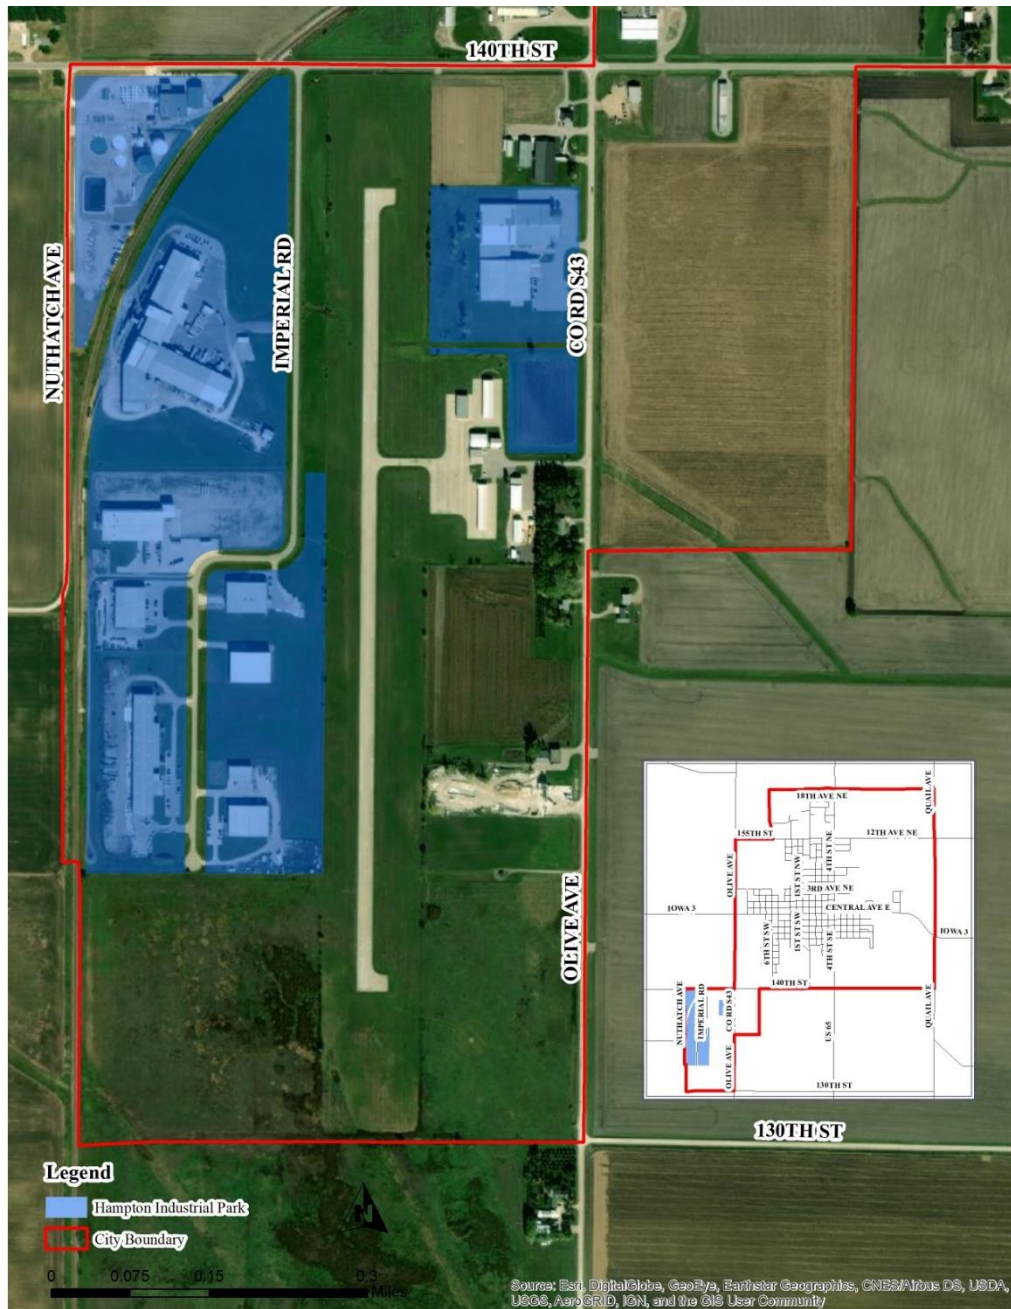 140TH ST
NUTHATCH AVE
IMPERIAL RD
CO RD S43
OLIVE AVE
130TH ST
18TH AVE NE
QUAIL AVE
155TH ST
12TH AVE NE
4TH ST NE
1ST ST NW
OLIVE AVE
3RD AVE NE
CENTRAL AVE E
IOWA 3
IOWA 3
6TH ST SW
1ST ST SW
4TH ST SE
140TH ST
NUTHATCH AVE
IMPERIAL RD
CO RD S43
OLIVE AVE
US 65
QUAIL AVE
130TH ST
Legend
Hampton Industrial Park
City Boundary
N
0 0.075 0.15 0.3
Miles
Source: Esri, DigitalGlobe, GeoEye, Earthstar Geographics, CNES/Airbus DS, USDA,
USGS, AeroGRID, IGN, and the GIS User Community